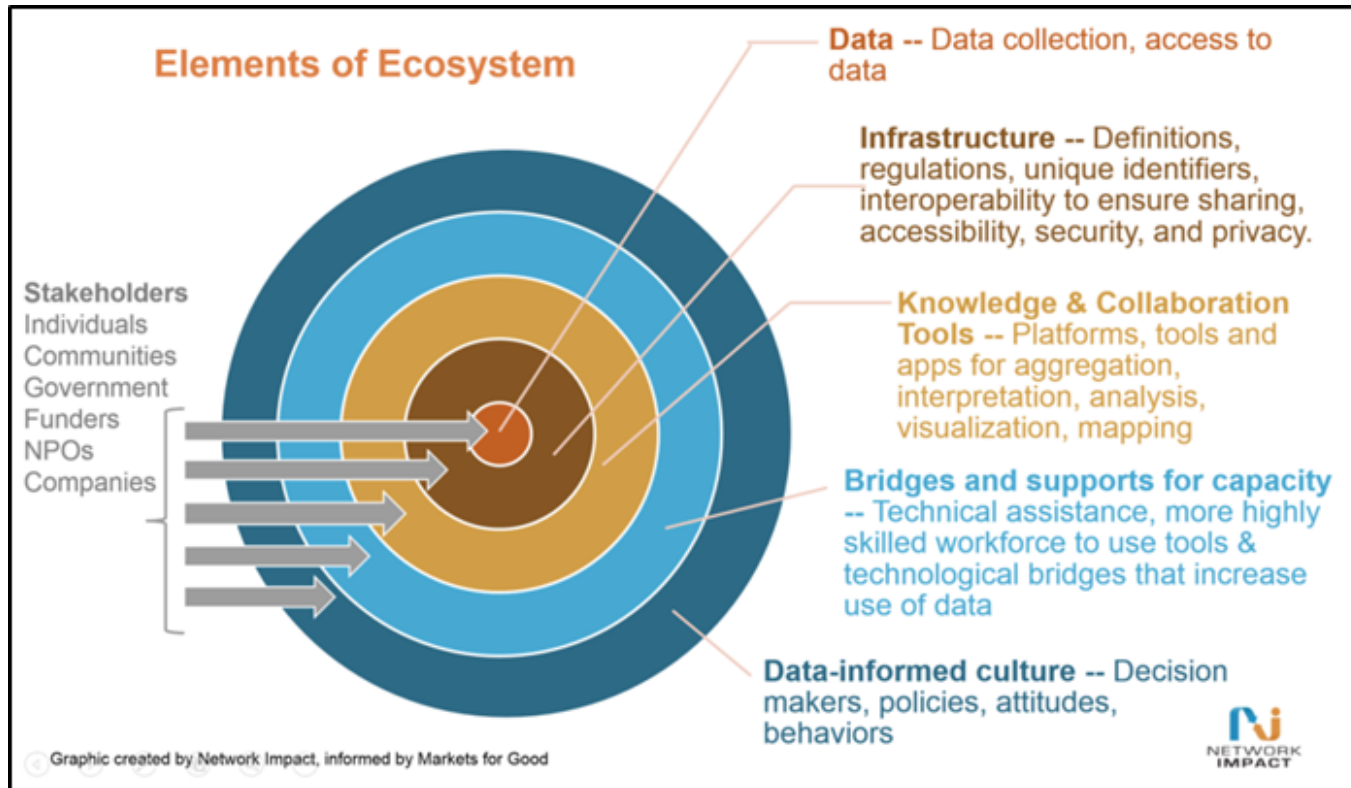 Elements of Ecosystem
Data -- Data collection, access to
data
Infrastructure -- Definitions,
regulations, unique identifiers,
interoperability to ensure sharing,
accessibility, security, and privacy.
Stakeholders
Individuals
Communities
Government
Funders
NPOs
Companies
Knowledge & Collaboration
Tools -- Platforms, tools and
apps for aggregation,
interpretation, analysis,
visualization, mapping
Bridges and supports for capacity
-- Technical assistance, more highly
skilled workforce to use tools &
technological bridges that increase
use of data
Data-informed culture -- Decision
makers, policies, attitudes,
behaviors
Graphic created by Network Impact, informed by Markets for Good
NETWORK
IMPACT